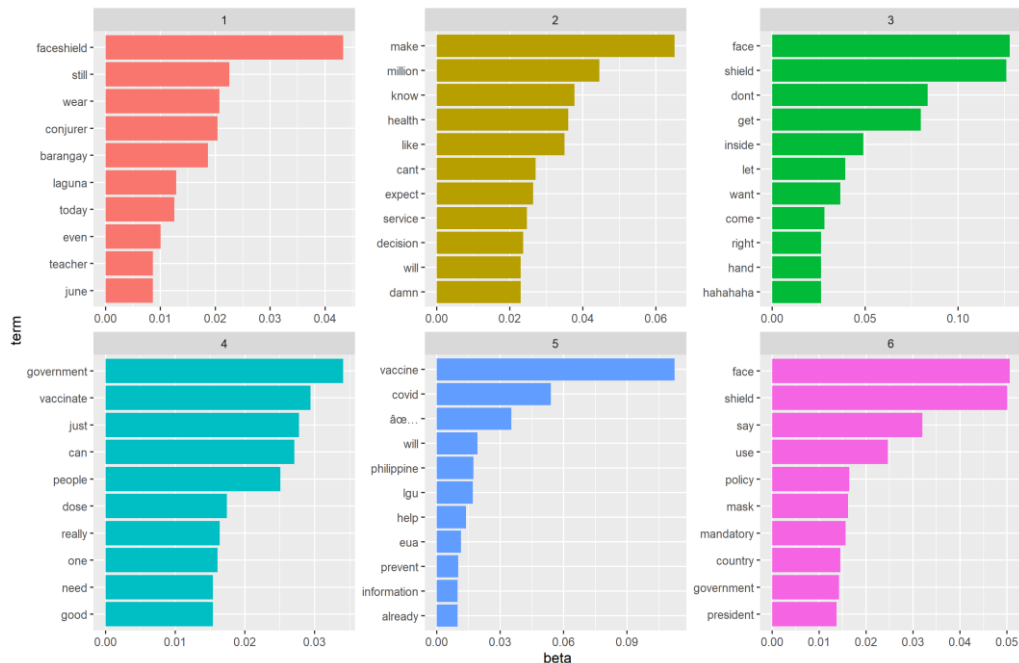 1
faceshield
still
wear
conjurer
barangay
laguna
today
even
teacher
june
0.00 0.01 0.02 0.03 0.04
2
make
million
know
health
like
cant
expect
service
decision
will
damn
0.00 0.02 0.04 0.06
3
face
shield
dont
get
inside
let
want
come
right
hand
hahahaha
0.00 0.05 0.10
term
4
government
vaccinate
just
can
people
dose
really
one
need
good
0.00 0.01 0.02 0.03
5
vaccine
covid
âœ…
will
philippine
lgu
help
eua
prevent
information
already
0.00 0.03 0.06 0.09
6
face
shield
say
use
policy
mask
mandatory
country
government
president
0.00 0.01 0.02 0.03 0.04 0.05
beta